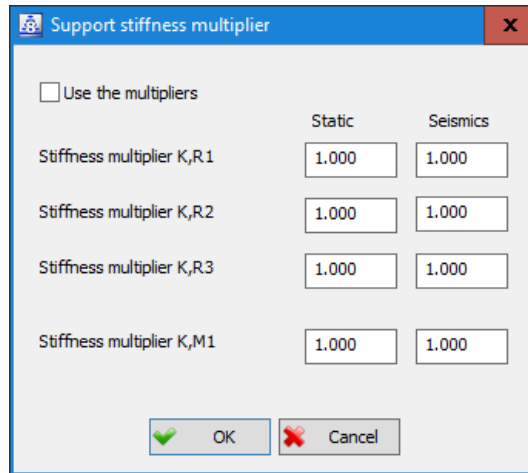 Support stiffness multiplier
x
Use the multipliers
Static Seismics
Stiffness multiplier K,R1 1.000 1.000
Stiffness multiplier K,R2 1.000 1.000
Stiffness multiplier K,R3 1.000 1.000
Stiffness multiplier K,M1 1.000 1.000
OK Cancel